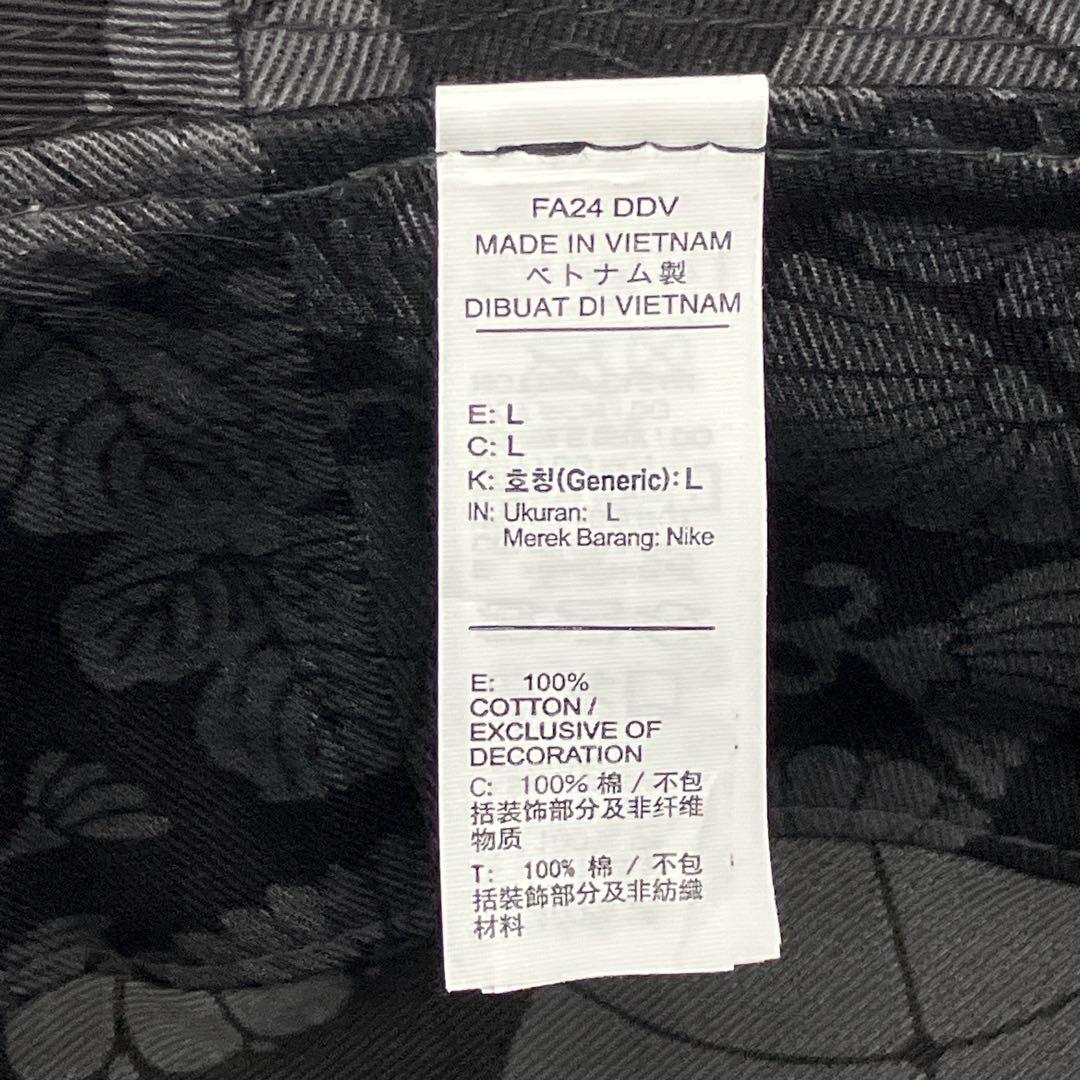 FA24 DDV
MADE IN VIETNAM
ベトナム製
DIBUAT DI VIETNAM
E: L
C: L
K: 호칭(Generic): L
IN: Ukuran: L
Merek Barang: Nike
E: 100%
COTTON /
EXCLUSIVE OF
DECORATION
C: 100% 棉 / 不包
括装饰部分及非纤维
物质
T: 100% 棉 / 不包
括裝飾部分及非紡織
材料